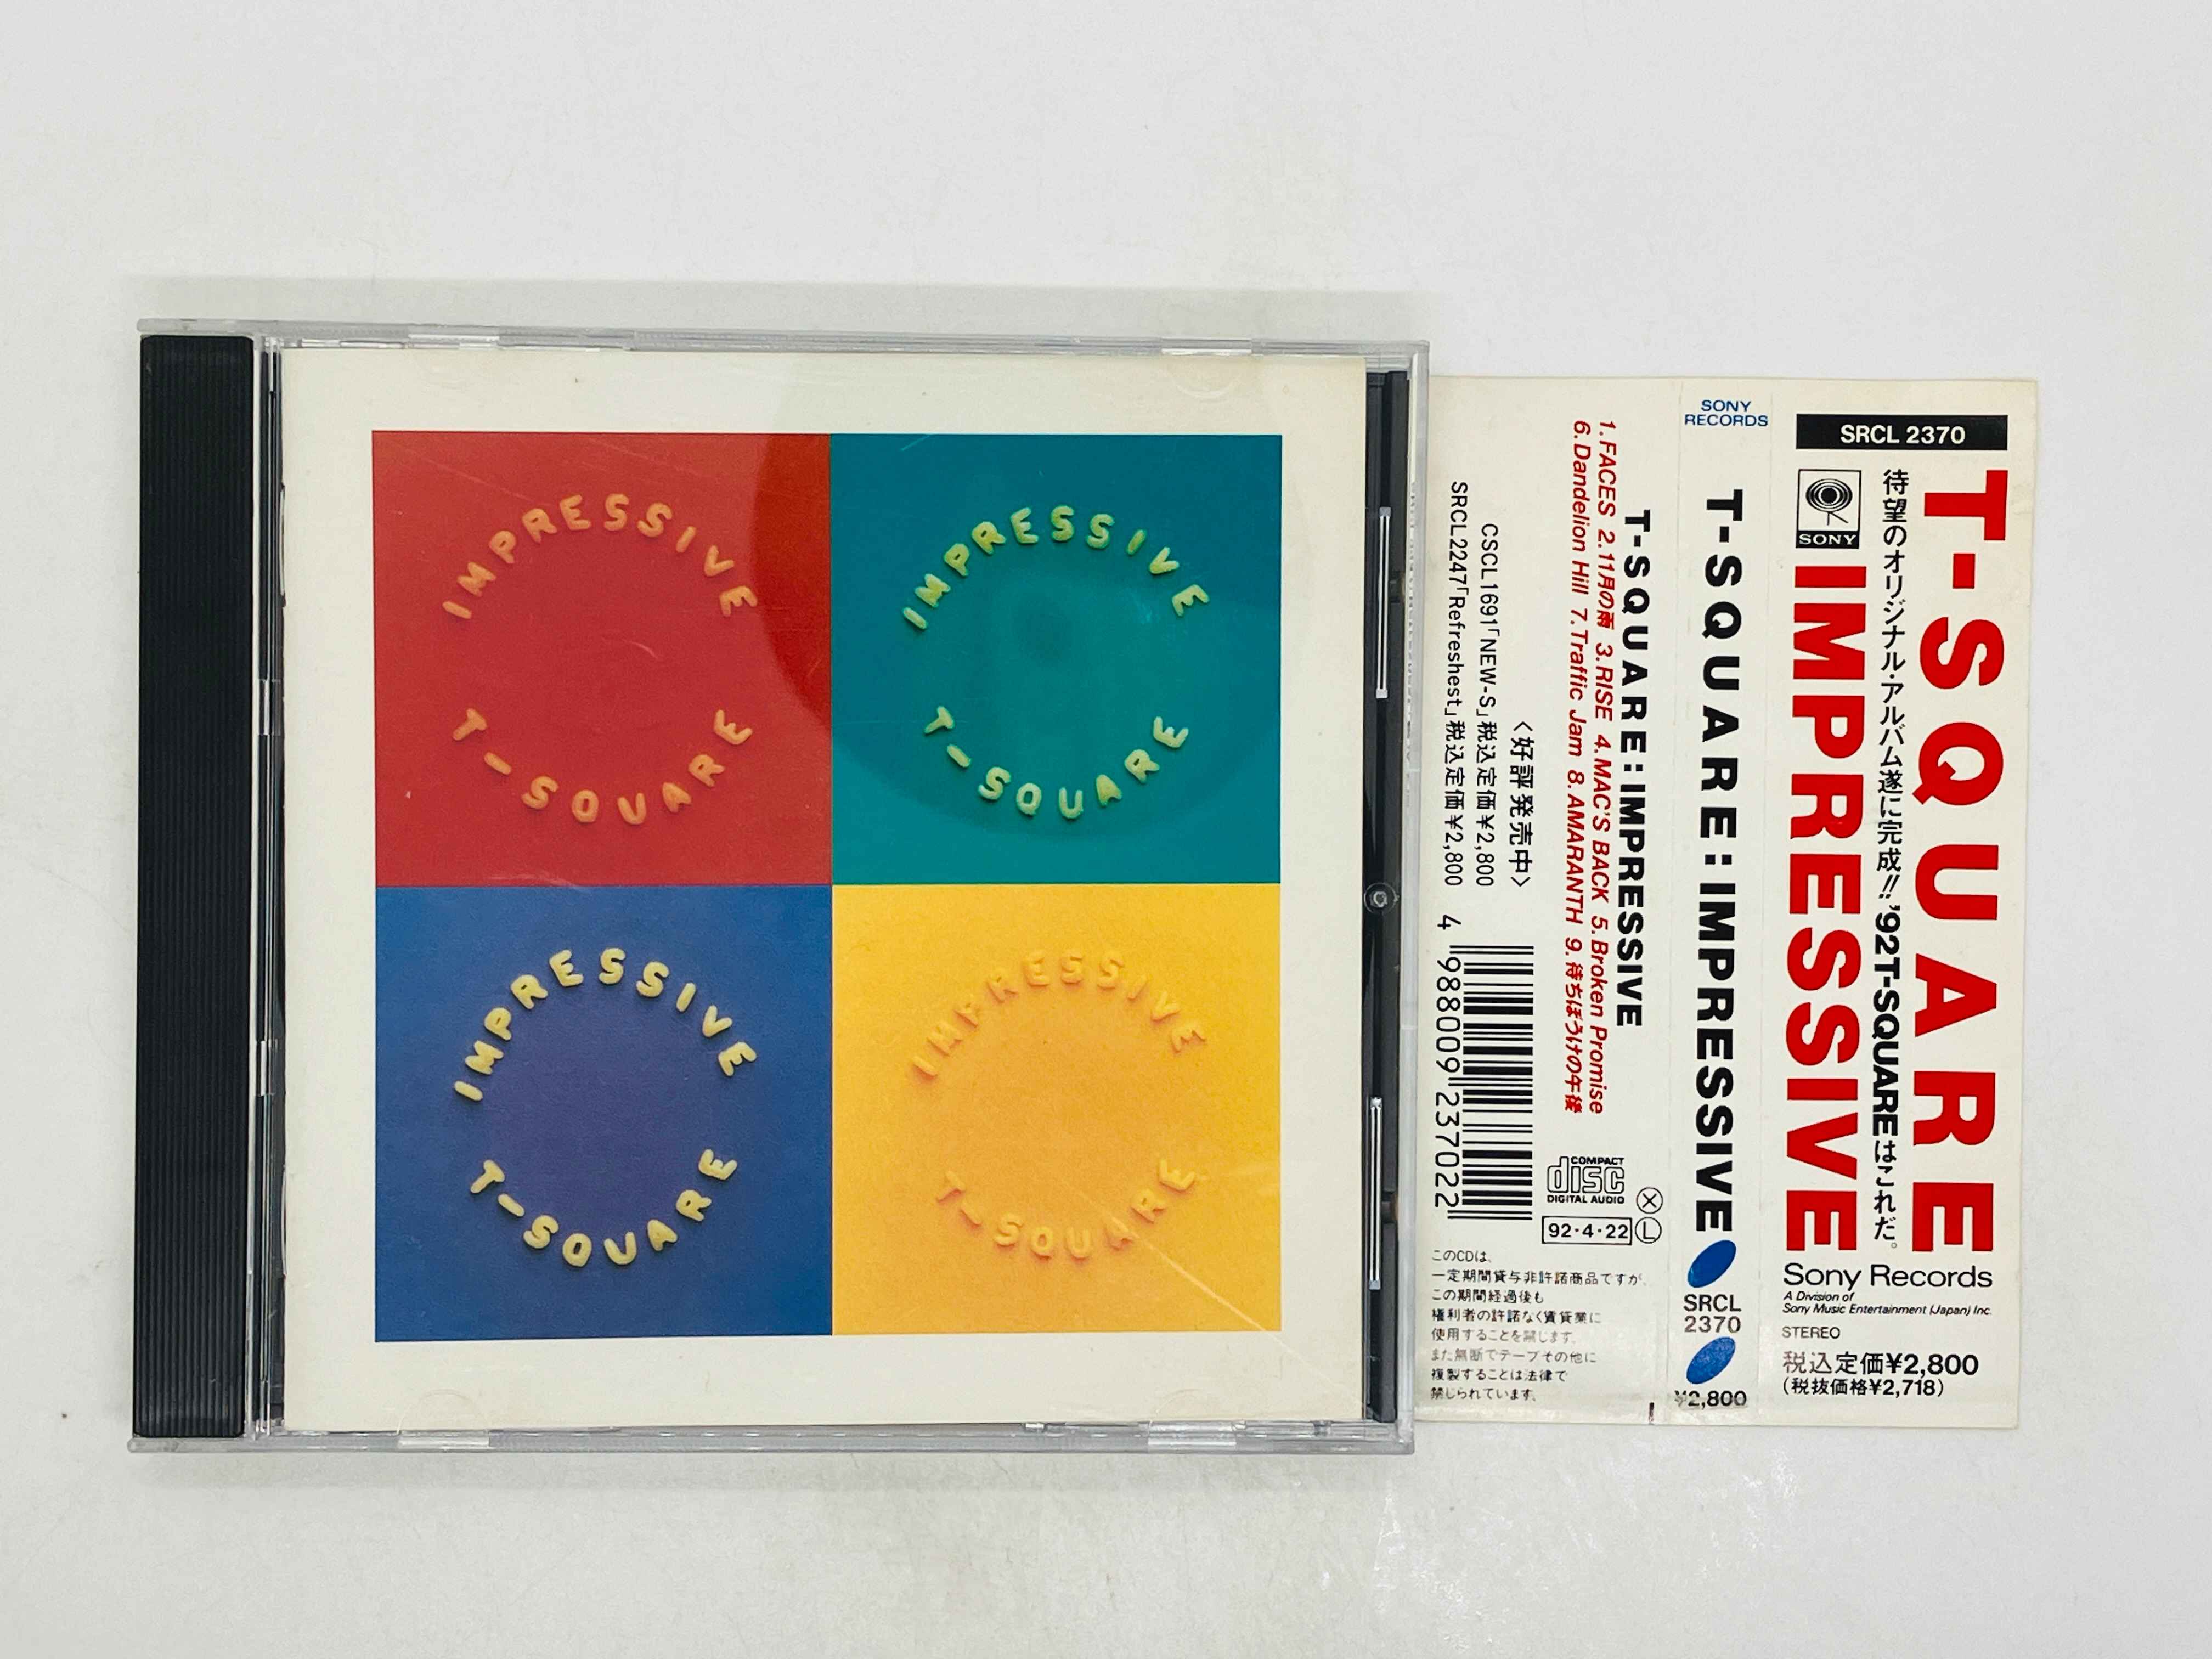 IMPRESSIVE
T-SQUARE
IMPRESSIVE
T-SQUARE
IMPRESSIVE
T-SQUARE
IMPRESSIVE
T-SQUARE
SRCL 2370
T-SQUARE
待望のオリジナル・アルバム遂に完成!! '92T-SQUAREはこれだ。
SONY
IMPRESSIVE
Sony Records
A Division of
Sony Music Entertainment (Japan) Inc.
STEREO
税込定価¥2,800
(税抜価格¥2,718)
SONY
RECORDS
T-SQUARE:IMPRESSIVE
SRCL
2370
¥2,800
T-SQUARE:IMPRESSIVE
1.FACES 2.11月の雨 3.RISE 4.MAC'S BACK 5.Broken Promise
6.Dandelion Hill 7.Traffic Jam 8.AMARANTH 9.待ちぼうけの午後
〈好評発売中〉
CSCL1691「NEW-S」税込定価¥2,800
SRCL2247「Refreshest」税込定価¥2,800
4 988009 237022
COMPACT
disc
DIGITAL AUDIO
X
92・4・22
L
このCDは、
一定期間貸与非許諾商品ですが、
この期間経過後も
権利者の許諾なく賃貸業に
使用することを禁じます。
また無断でテープその他に
複製することは法律で
禁じられています。